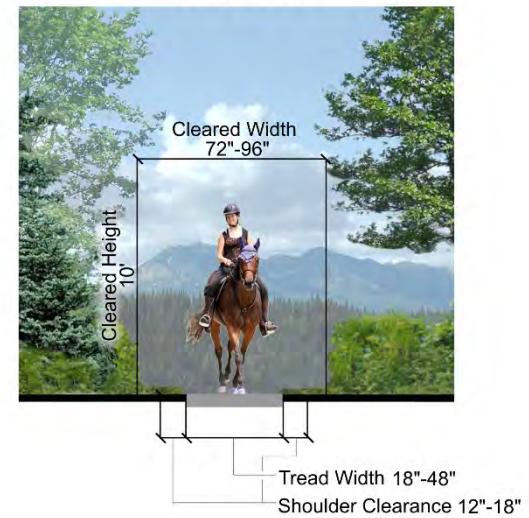 Cleared Width
72"-96"
Cleared Height
10'
Tread Width 18"-48"
Shoulder Clearance 12"-18"